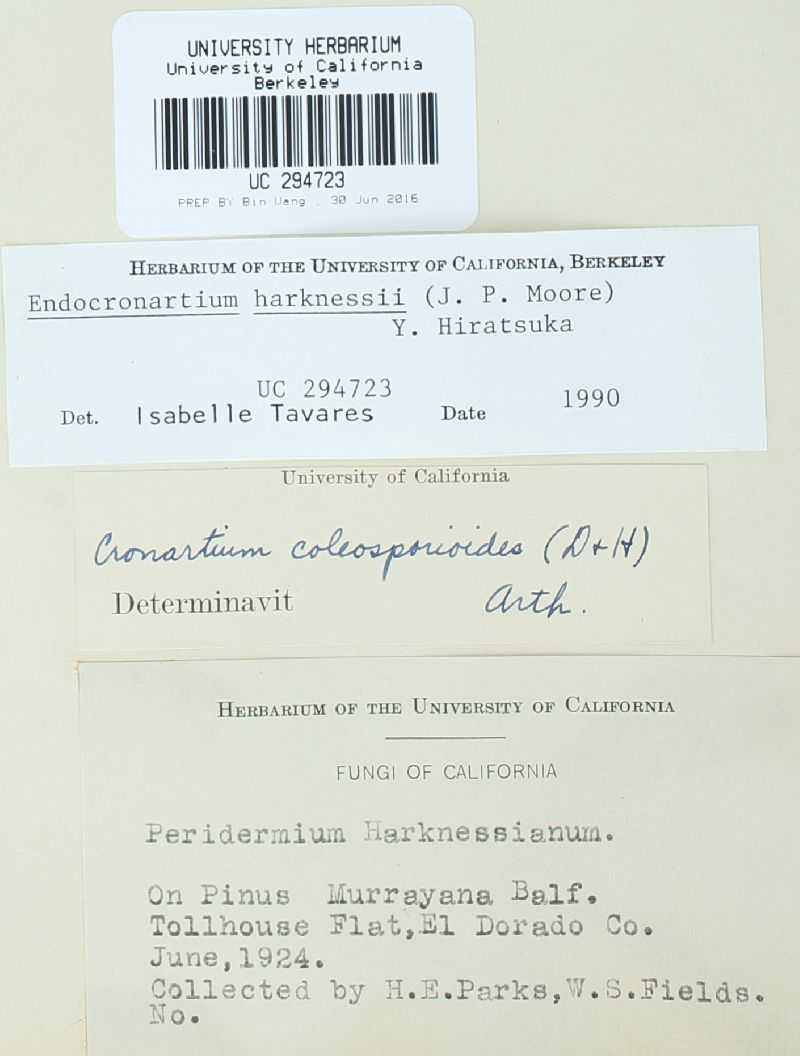 UNIVERSITY HERBARIUM
University of California
Berkeley
UC 294723
PREP BY Bin Wang , 30 Jun 2016
HERBARIUM OF THE UNIVERSITY OF CALIFORNIA, BERKELEY
Endocronartium harknessii (J. P. Moore)
Y. Hiratsuka
UC 294723
Det. Isabelle Tavares Date 1990
University of California
Cronartium coleosporioides (D+H)
Determinavit Arth.
HERBARIUM OF THE UNIVERSITY OF CALIFORNIA
FUNGI OF CALIFORNIA
Peridermium Harknessianum.
On Pinus Murrayana Balf.
Tollhouse Flat,El Dorado Co.
June,1924.
Collected by H.E.Parks,W.S.Fields.
No.